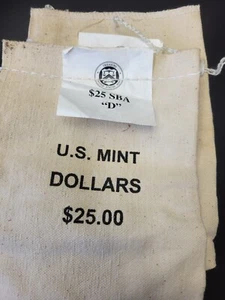 $25 SBA
"D"
U.S. MINT
DOLLARS
$25.00